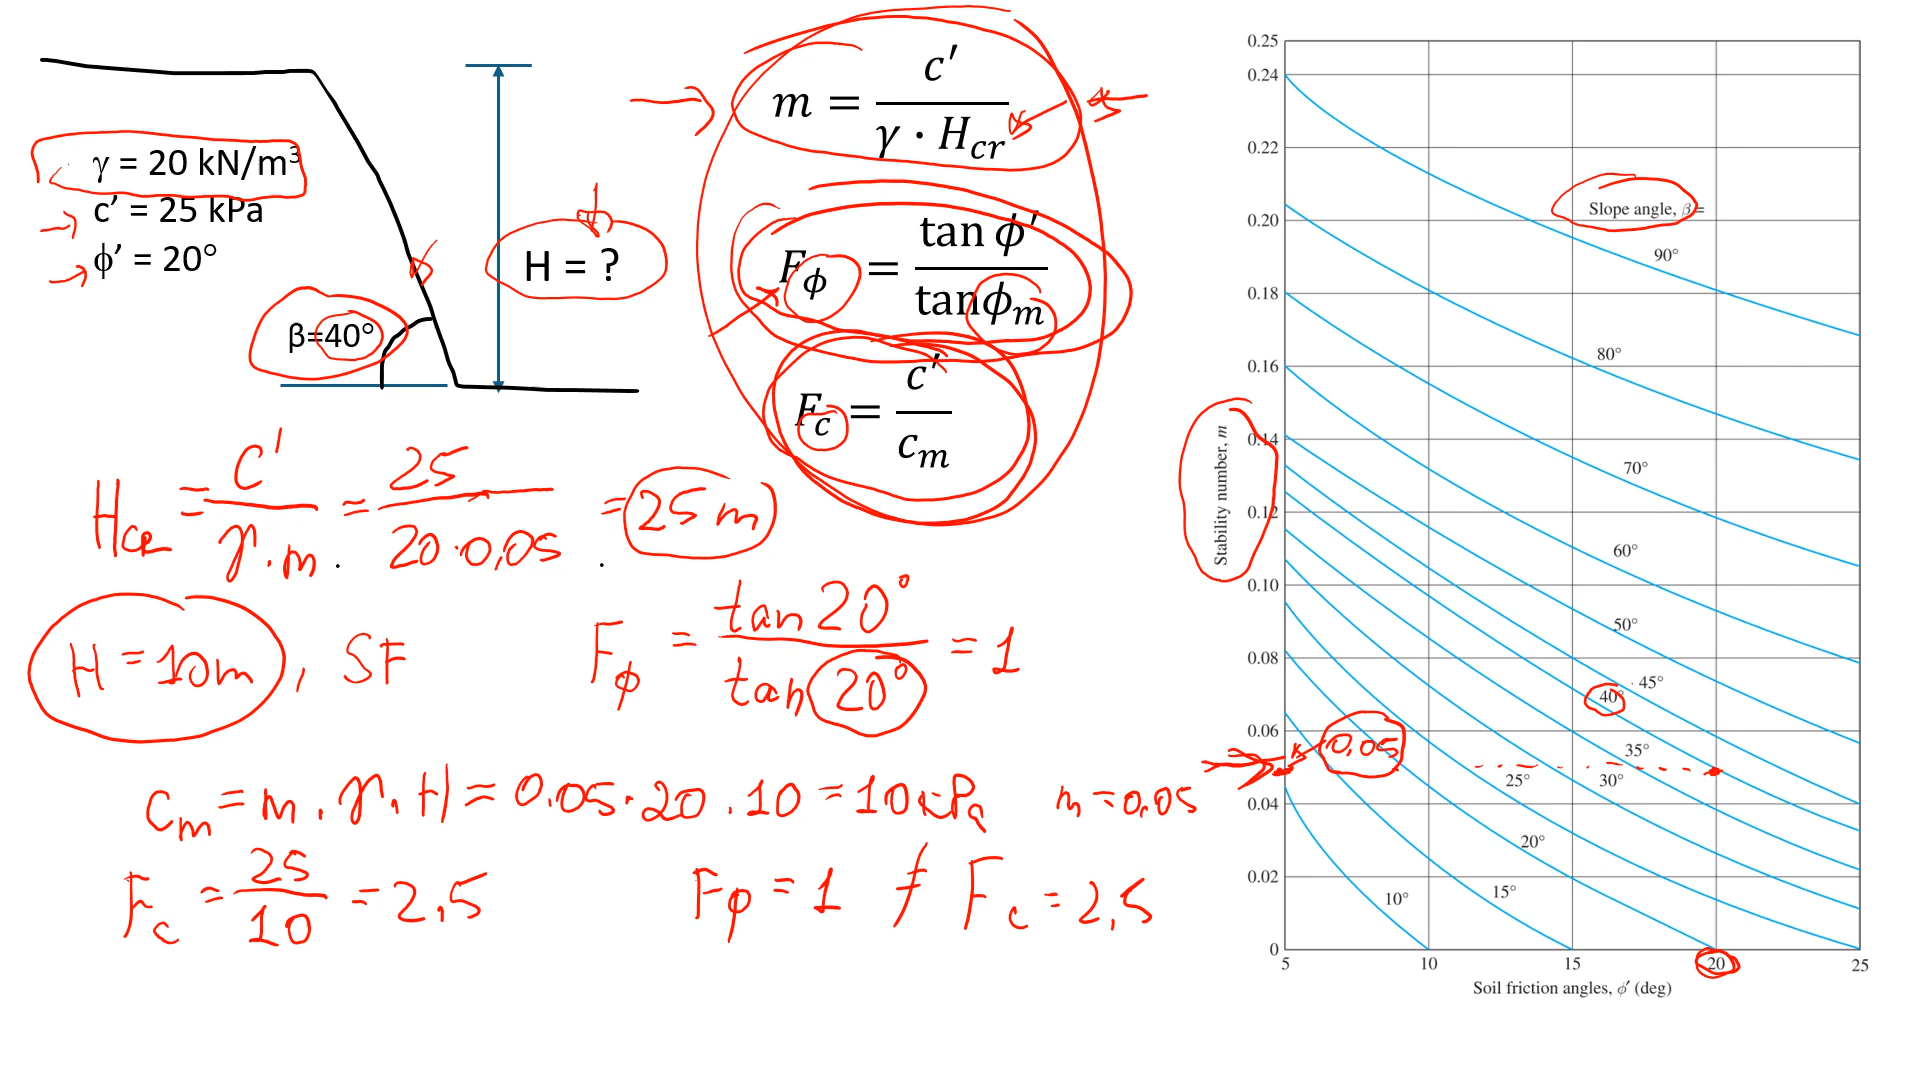 γ = 20 kN/m³
c’ = 25 kPa
ϕ’ = 20°
β=40°
H = ?
m = c′ / (γ · H_cr)
F_ϕ = tan ϕ′ / tanϕ_m
F_c = c′ / c_m
H_cr = c' / (γ · m) = 25 / (20 · 0,05) = 25 m
H = 10m, SF
F_ϕ = tan 20° / tan 20° = 1
c_m = m · γ · H = 0.05 · 20 · 10 = 10 kPa
m = 0.05
F_c = 25 / 10 = 2,5
F_ϕ = 1 ≠ F_c = 2,5
0.25
0.24
0.22
0.20
0.18
0.16
0.14
0.12
0.10
0.08
0.06
0.04
0.02
0
Stability number, m
Slope angle, β =
90°
80°
70°
60°
50°
45°
40°
35°
30°
25°
20°
15°
10°
0,05
5 10 15 20 25
Soil friction angles, ϕ′ (deg)